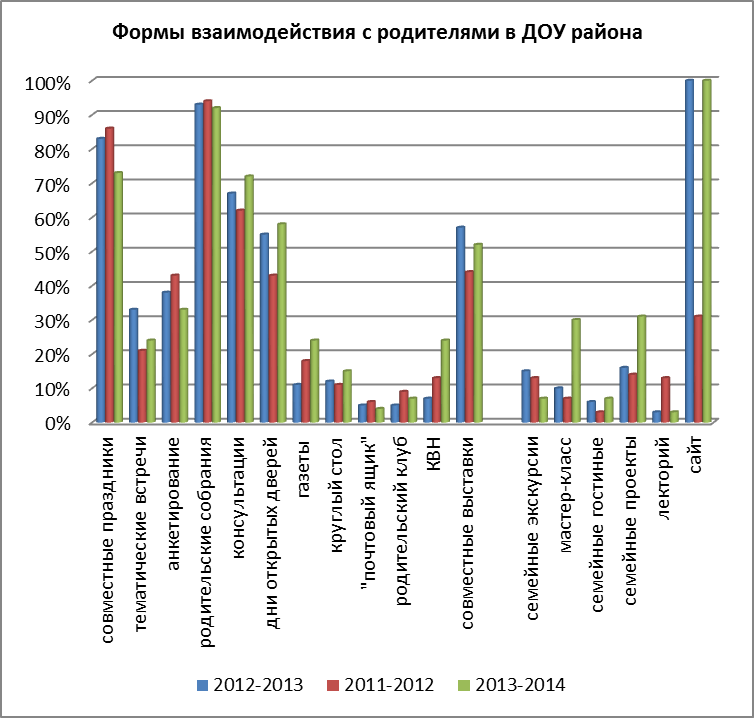 Формы взаимодействия с родителями в ДОУ района
100%
90%
80%
70%
60%
50%
40%
30%
20%
10%
0%
совместные праздники
тематические встречи
анкетирование
родительские собрания
консультации
дни открытых дверей
газеты
круглый стол
"почтовый ящик"
родительский клуб
КВН
совместные выставки
семейные экскурсии
мастер-класс
семейные гостиные
семейные проекты
лекторий
сайт
2012-2013
2011-2012
2013-2014